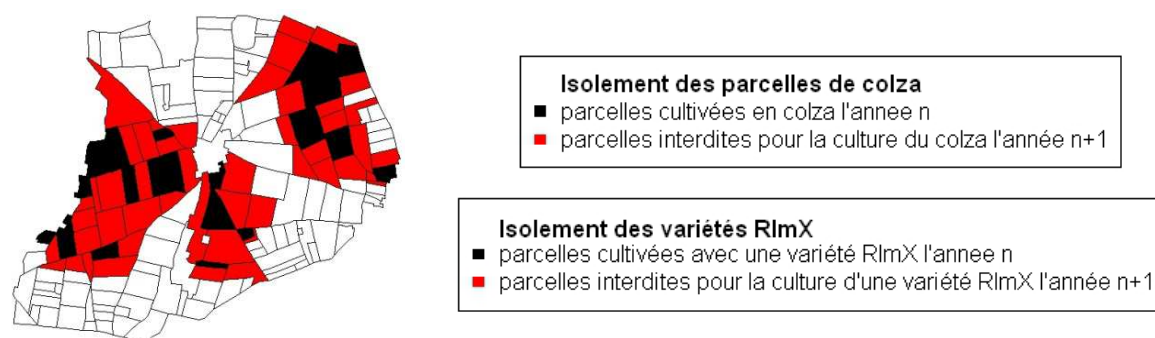 Isolement des parcelles de colza
parcelles cultivées en colza l'annee n
parcelles interdites pour la culture du colza l'année n+1
Isolement des variétés RlmX
parcelles cultivées avec une variété RlmX l'annee n
parcelles interdites pour la culture d'une variété RlmX l'année n+1